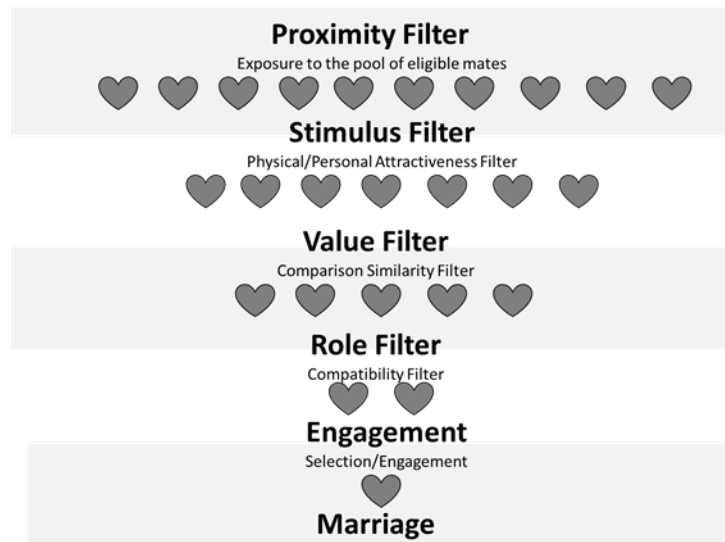 Proximity Filter
Exposure to the pool of eligible mates
Stimulus Filter
Physical/Personal Attractiveness Filter
Value Filter
Comparison Similarity Filter
Role Filter
Compatibility Filter
Engagement
Selection/Engagement
Marriage